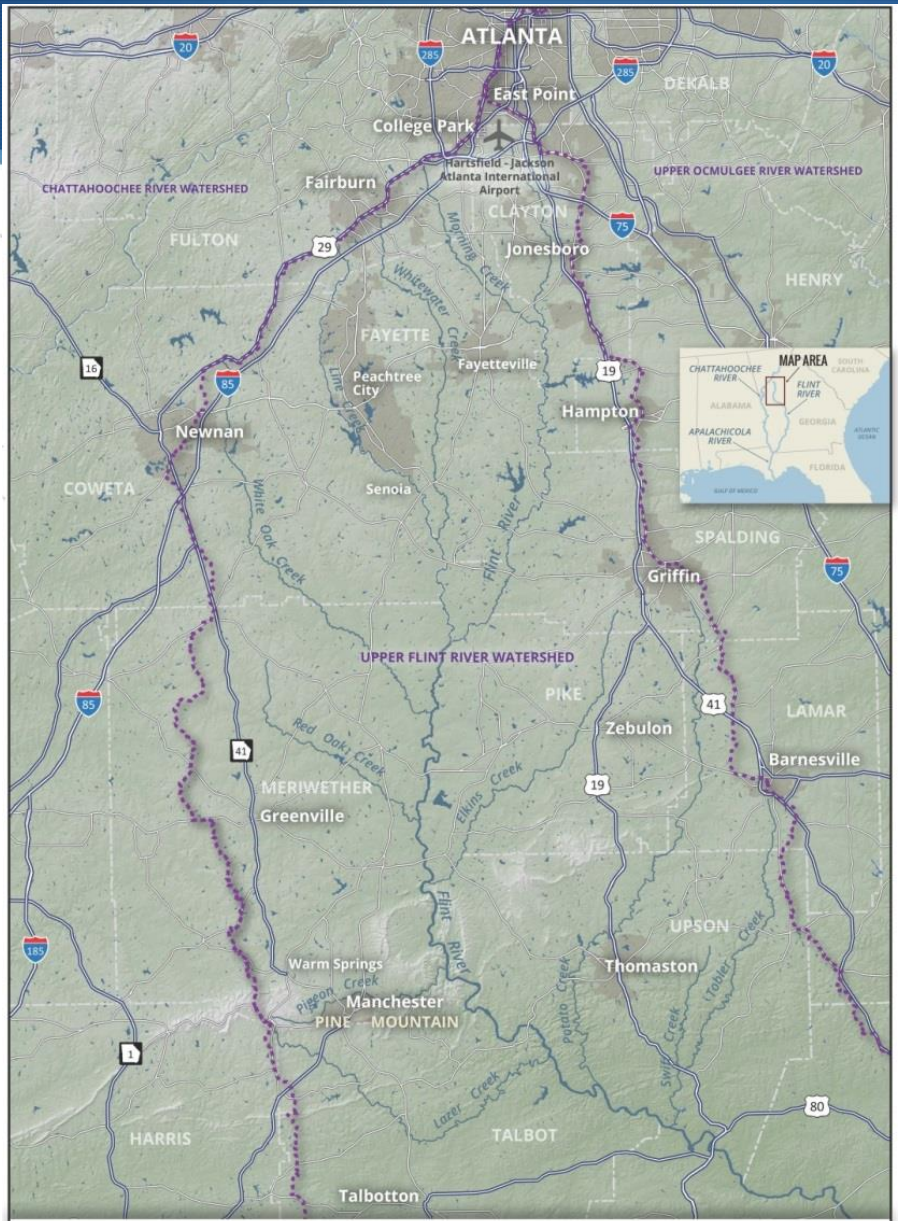 ATLANTA
20
285
285
20
DEKALB
East Point
College Park
Hartsfield - Jackson
Atlanta International
Airport
CHATTAHOOCHEE RIVER WATERSHED
UPPER OCMULGEE RIVER WATERSHED
Fairburn
CLAYTON
Morning Creek
75
FULTON
29
Jonesboro
Whitewater Creek
HENRY
FAYETTE
Fayetteville
16
85
Peachtree
City
Line Creek
19
Hampton
MAP AREA
SOUTH
CAROLINA
CHATTAHOOCHEE
RIVER
FLINT
RIVER
ALABAMA
GEORGIA
APALACHICOLA
RIVER
ATLANTIC
OCEAN
FLORIDA
GULF OF MEXICO
Newnan
COWETA
Senoia
White Oak Creek
Flint River
SPALDING
Griffin
75
UPPER FLINT RIVER WATERSHED
PIKE
85
41
LAMAR
Red Oak Creek
Zebulon
41
Barnesville
MERIWETHER
Elkins Creek
19
Greenville
Flint River
UPSON
185
Warm Springs
Thomaston
Potato Creek
Tobler Creek
Pigeon Creek
Manchester
PINE MOUNTAIN
Swift Creek
1
Lazer Creek
80
HARRIS
TALBOT
Talbotton